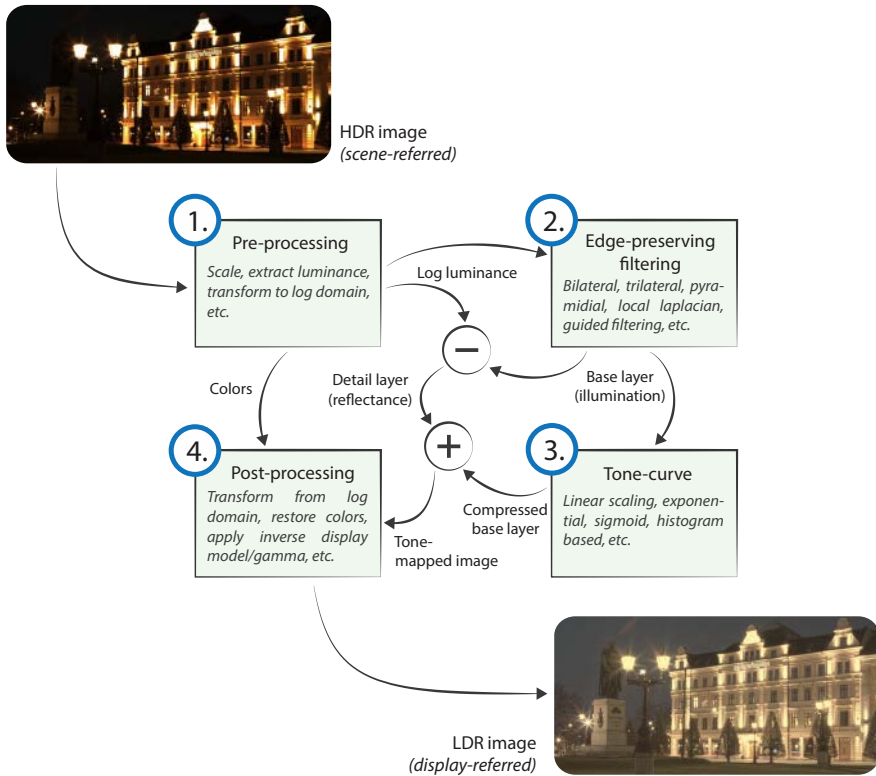 HDR image
(scene-referred)
1.
Pre-processing
Scale, extract luminance,
transform to log domain,
etc.
2.
Edge-preserving
filtering
Bilateral, trilateral, pyra-
midial, local laplacian,
guided filtering, etc.
Log luminance
−
Colors
Detail layer
(reflectance)
Base layer
(illumination)
+
4.
Post-processing
Transform from log
domain, restore colors,
apply inverse display
model/gamma, etc.
3.
Tone-curve
Linear scaling, exponen-
tial, sigmoid, histogram
based, etc.
Compressed
base layer
Tone-
mapped image
LDR image
(display-referred)